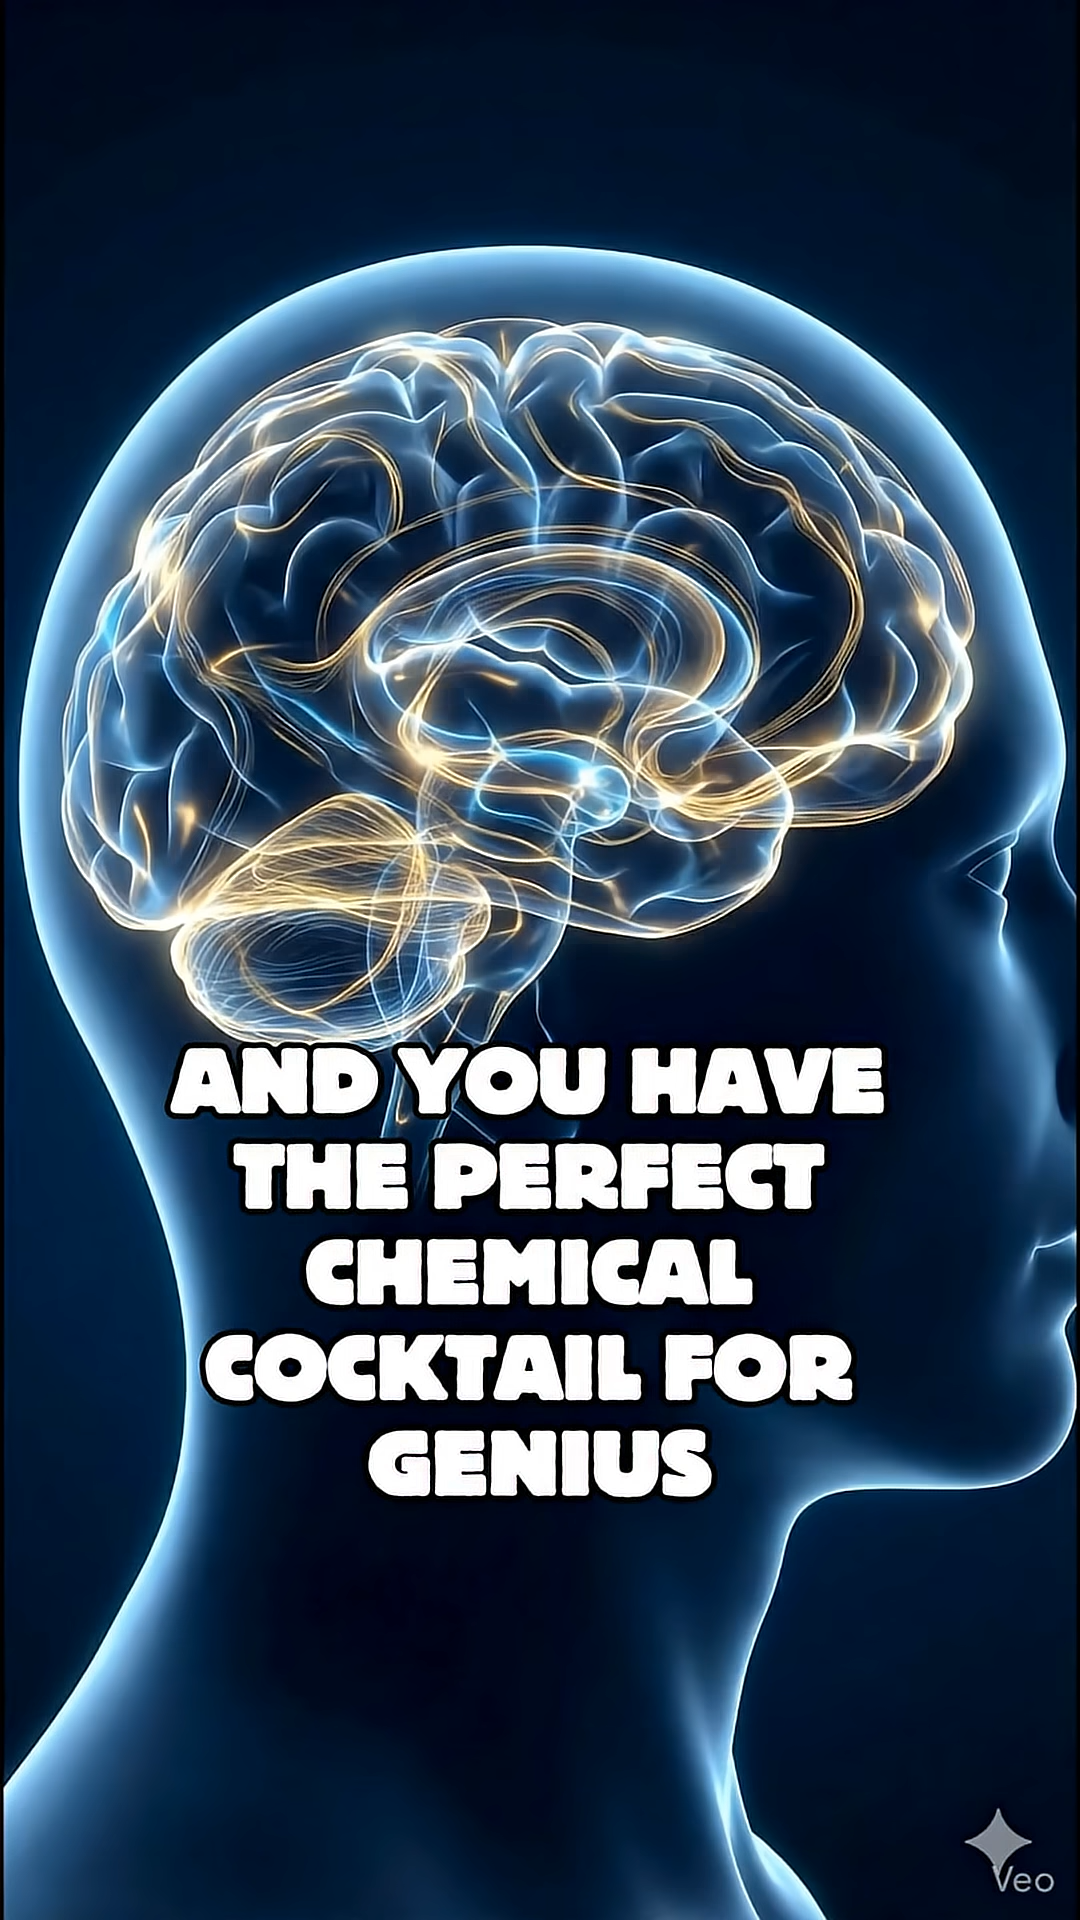 AND YOU HAVE
THE PERFECT
CHEMICAL
COCKTAIL FOR
GENIUS
Veo